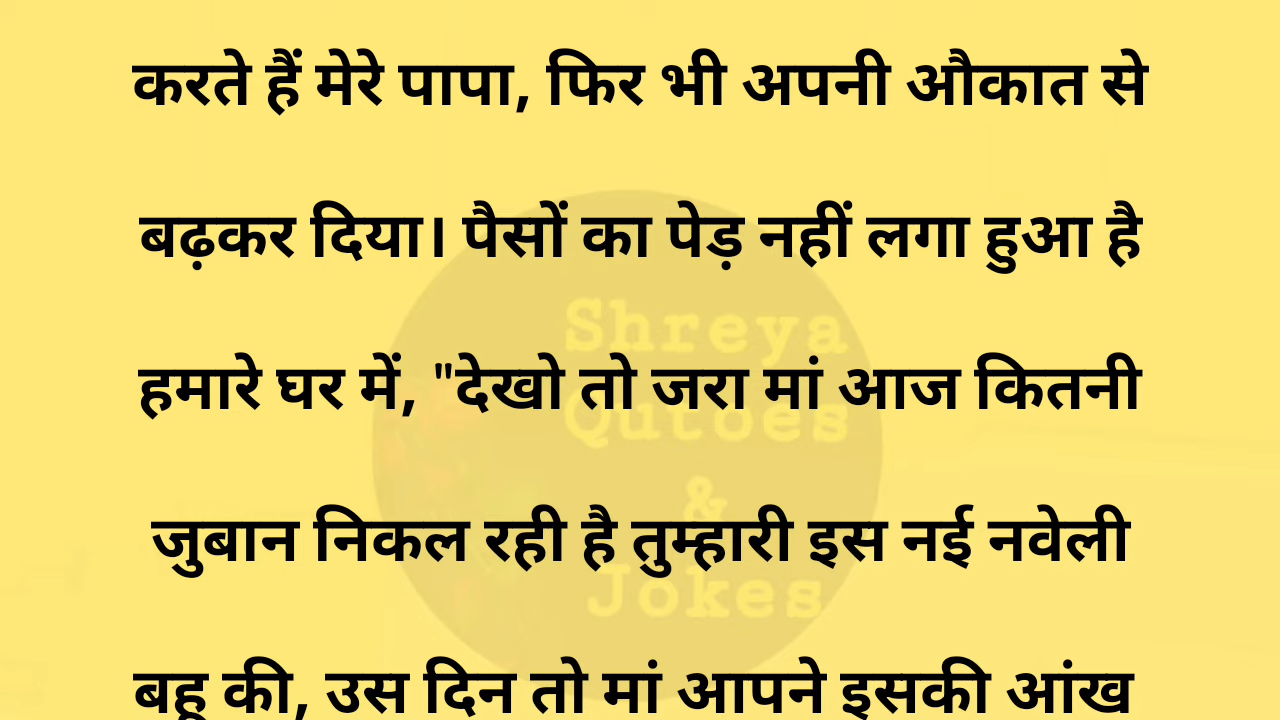 करते हैं मेरे पापा, फिर भी अपनी औकात से
बढ़कर दिया। पैसों का पेड़ नहीं लगा हुआ है
Shreya
हमारे घर में, "देखो तो जरा मां आज कितनी
Qutoes
&
जुबान निकल रही है तुम्हारी इस नई नवेली
Jokes
बहू की, उस दिन तो मां आपने इसकी आंख